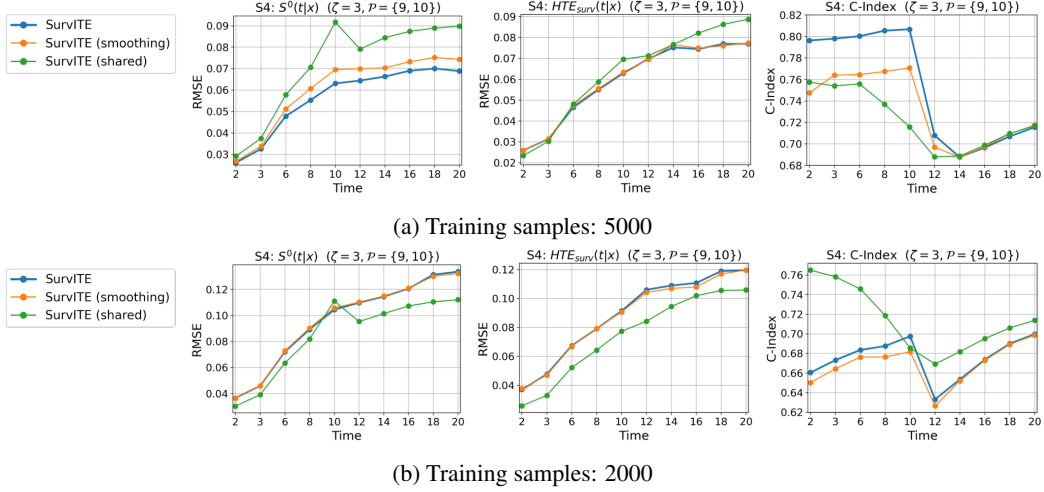 SurvITE
SurvITE (smoothing)
SurvITE (shared)
S4: S⁰(t|x) (ζ = 3, 𝒫 = {9, 10})
RMSE
0.09
0.08
0.07
0.06
0.05
0.04
0.03
2 3 4 6 8 10 12 14 16 18 20
Time
S4: HTE_surv(t|x) (ζ = 3, 𝒫 = {9, 10})
RMSE
0.09
0.08
0.07
0.06
0.05
0.04
0.03
0.02
2 3 6 8 10 12 14 16 18 20
Time
S4: C-Index (ζ = 3, 𝒫 = {9, 10})
C-Index
0.82
0.80
0.78
0.76
0.74
0.72
0.70
0.68
2 3 4 6 8 10 12 14 16 18 20
Time
(a) Training samples: 5000
SurvITE
SurvITE (smoothing)
SurvITE (shared)
S4: S⁰(t|x) (ζ = 3, 𝒫 = {9, 10})
RMSE
0.12
0.10
0.08
0.06
0.04
2 3 6 8 10 12 14 16 18 20
Time
S4: HTE_surv(t|x) (ζ = 3, 𝒫 = {9, 10})
RMSE
0.12
0.10
0.08
0.06
0.04
2 3 6 8 10 12 14 16 18 20
Time
S4: C-Index (ζ = 3, 𝒫 = {9, 10})
C-Index
0.76
0.74
0.72
0.70
0.68
0.66
0.64
0.62
2 3 6 8 10 12 14 16 18 20
Time
(b) Training samples: 2000